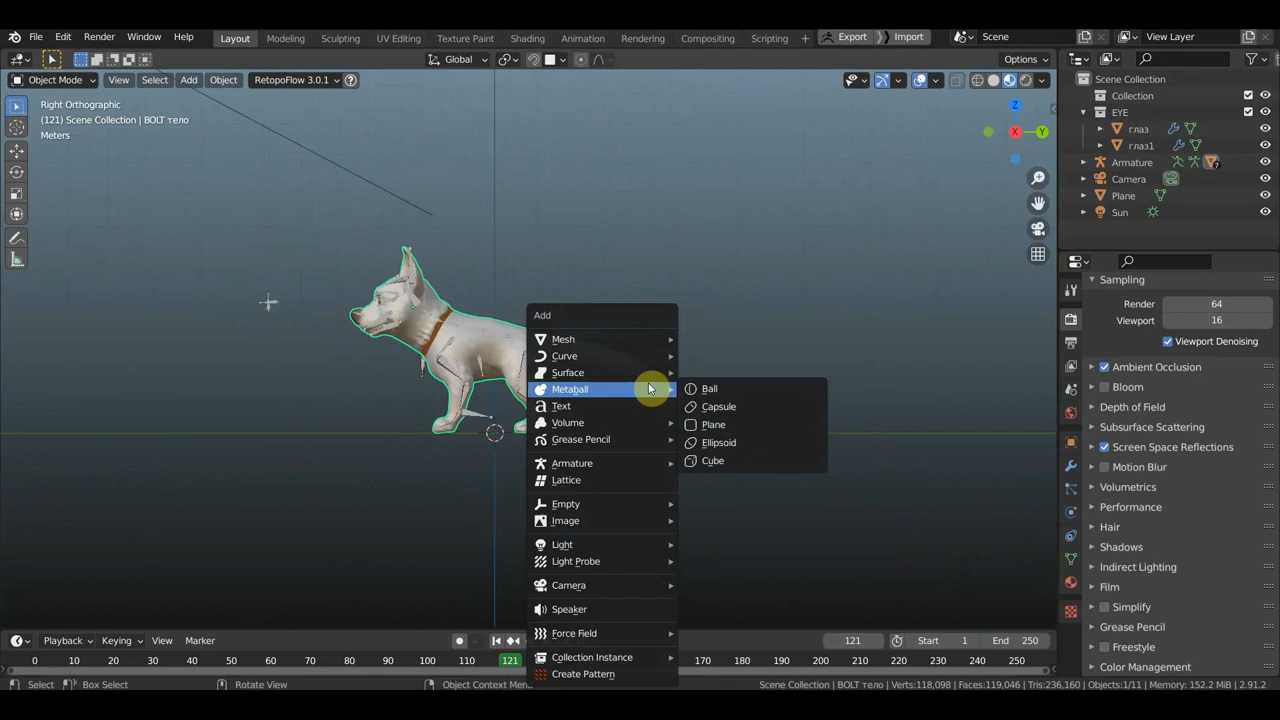 File Edit Render Window Help Layout Modeling Sculpting UV Editing Texture Paint Shading Animation Rendering Compositing Scripting + Export Import Scene View Layer
Global Options
Object Mode View Select Add Object RetopoFlow 3.0.1
Right Orthographic
(121) Scene Collection | BOLT тело
Meters
Z
X Y
Scene Collection
Collection
EYE
глаз
глаз1
Armature 7
Camera
Plane
Sun
Add
Mesh
Curve
Surface
Metaball
Text
Volume
Grease Pencil
Armature
Lattice
Empty
Image
Light
Light Probe
Camera
Speaker
Force Field
Collection Instance
Create Pattern
Ball
Capsule
Plane
Ellipsoid
Cube
Sampling
Render 64
Viewport 16
Viewport Denoising
Ambient Occlusion
Bloom
Depth of Field
Subsurface Scattering
Screen Space Reflections
Motion Blur
Volumetrics
Performance
Hair
Shadows
Indirect Lighting
Film
Simplify
Grease Pencil
Freestyle
Color Management
Playback Keying View Marker 121 Start 1 End 250
0 10 20 30 40 50 60 70 80 90 100 110 121 170 180 190 200 210 220 230 240 250
Select Box Select Rotate View Object Context Men Scene Collection | BOLT тело | Verts:118,098 | Faces:119,046 | Tris:236,160 | Objects:1/11 | Memory: 152.2 MiB | 2.91.2